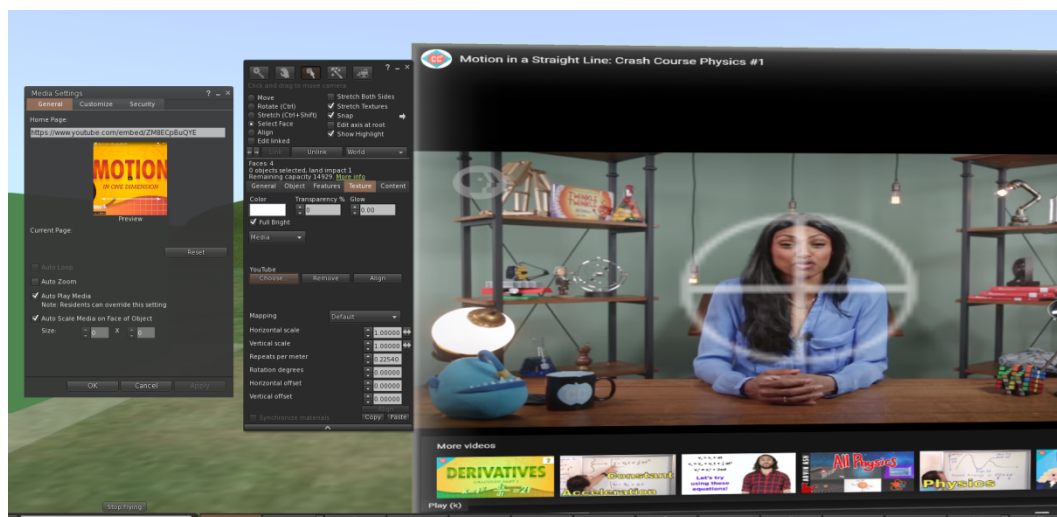 Media Settings
? _ ×
General Customize Security
Home Page:
https://www.youtube.com/embed/ZM8ECpBuQYE
MOTION
IN ONE DIMENSION
Preview
Current Page:
Reset
Auto Loop
Auto Zoom
Auto Play Media
Note: Residents can override this setting
Auto Scale Media on Face of Object
Size: 0 X 0
OK Cancel Apply
? _ ×
Click and drag to move camera
Move
Rotate (Ctrl)
Stretch (Ctrl+Shift)
Select Face
Align
Edit linked
Stretch Both Sides
Stretch Textures
Snap
Edit axis at root
Show Highlight
Link Unlink World
Faces: 4
0 objects selected, land impact 1
Remaining capacity 14929. More info
General Object Features Texture Content
Color Transparency % Glow
0 0.00
Full Bright
Media
YouTube
Choose Remove Align
Mapping Default
Horizontal scale 1.00000
Vertical scale 1.00000
Repeats per meter 0.22540
Rotation degrees 0.00000
Horizontal offset 0.00000
Vertical offset 0.00000
Align
Synchronize materials Copy Paste
CC
Motion in a Straight Line: Crash Course Physics #1
TWINKLE
TWINKLE
More videos
DERIVATIVES
2
Constant
Acceleration
Let's try
using these
equations!
All Physics
Physics
Play (k)
Stop Flying